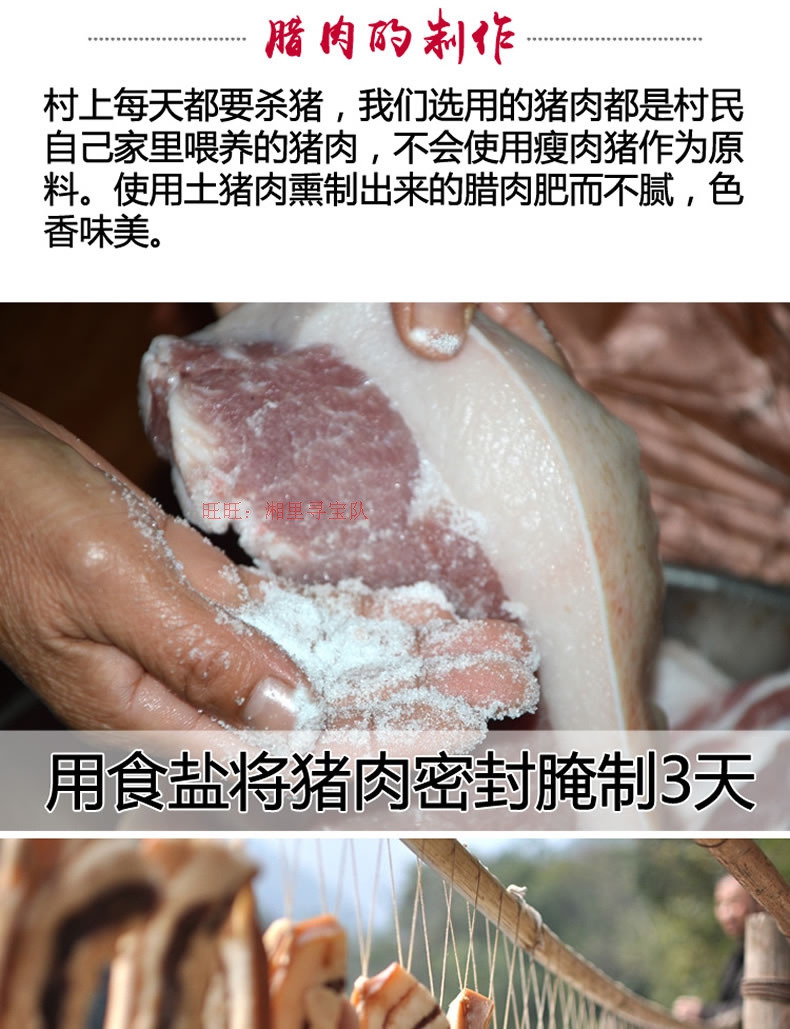 腊肉的制作
村上每天都要杀猪，我们选用的猪肉都是村民
自己家里喂养的猪肉，不会使用瘦肉猪作为原
料。使用土猪肉熏制出来的腊肉肥而不腻，色
香味美。
旺旺：湘里寻宝队
用食盐将猪肉密封腌制3天